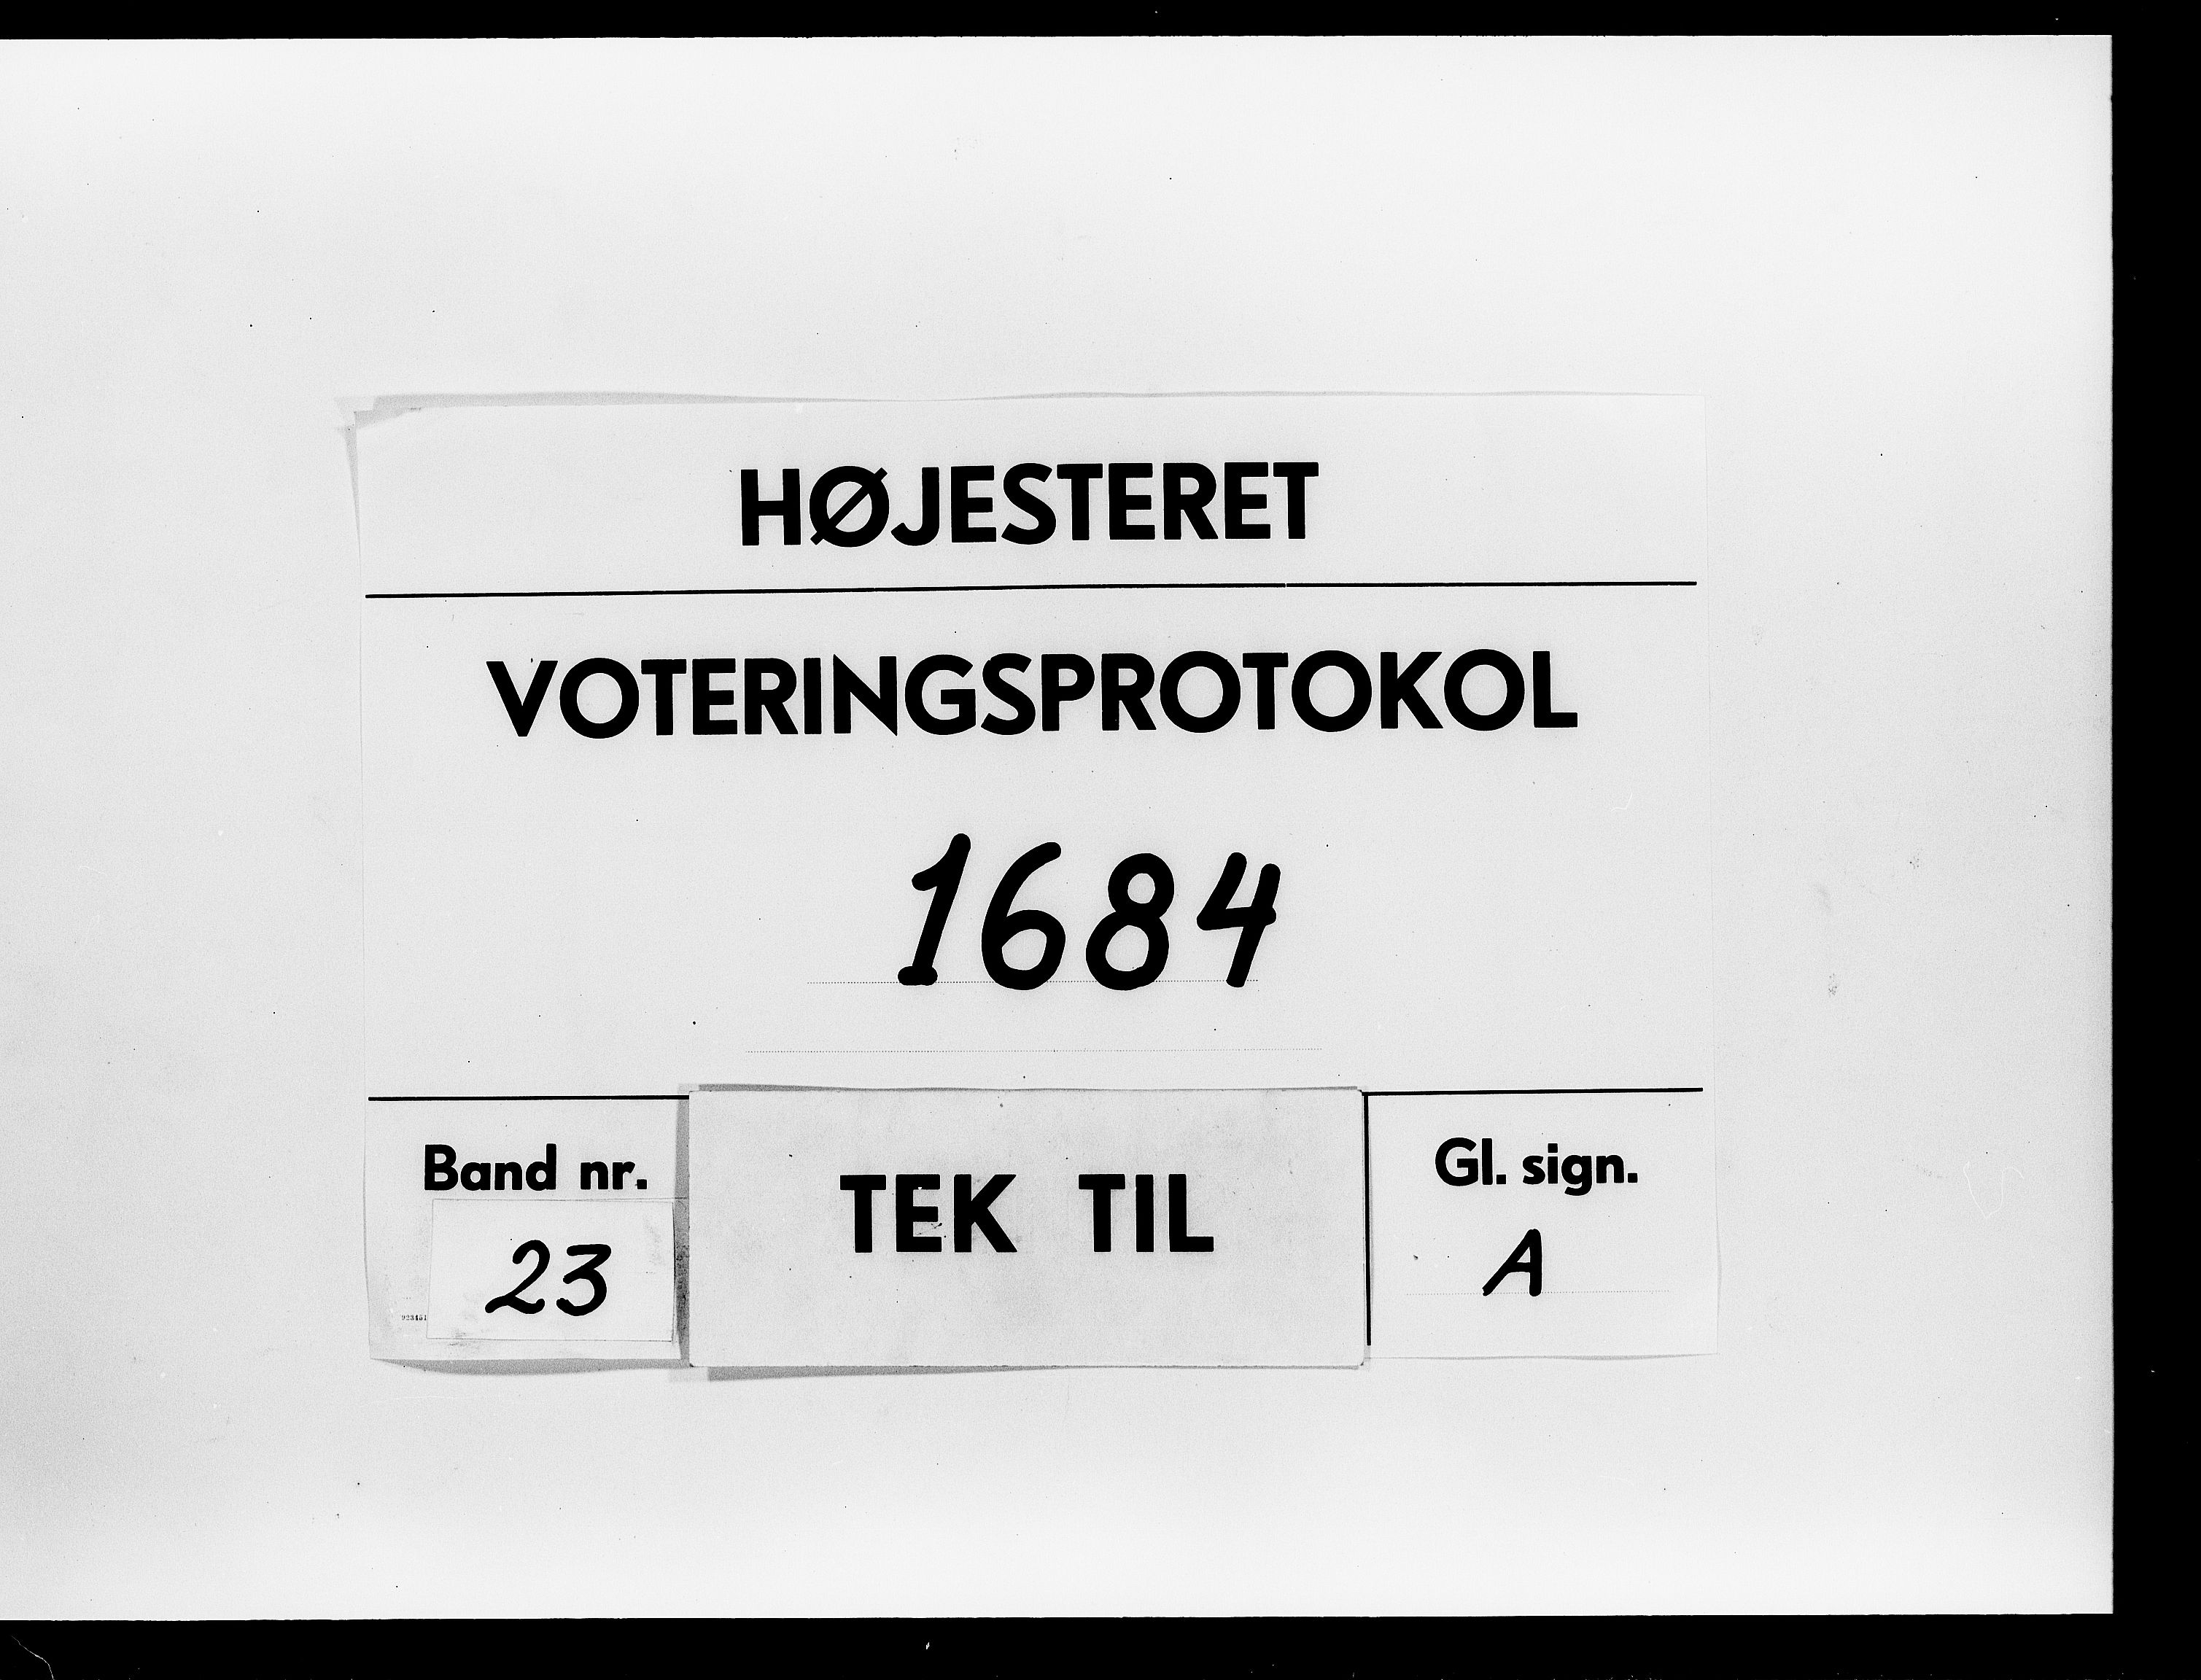 HØJESTERET
VOTERINGSPROTOKOL
1684
Band nr.
23
TEK TIL
Gl. sign.
A